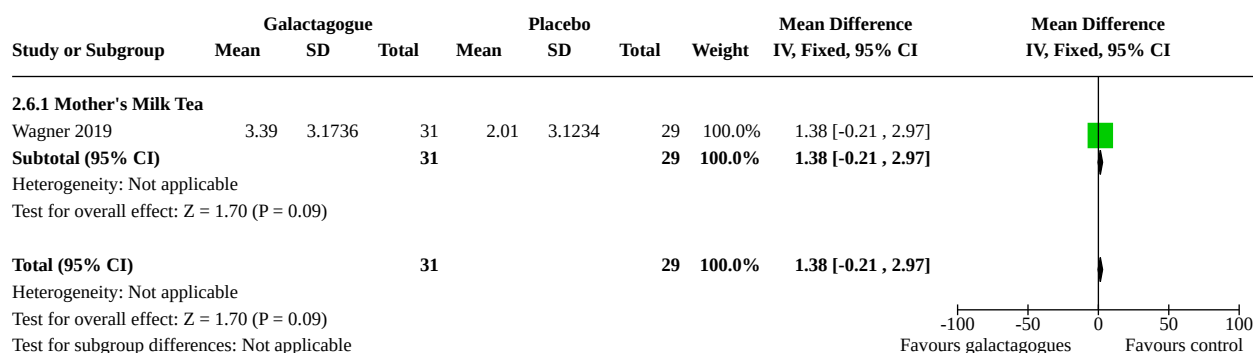 Galactagogue Placebo Mean Difference Mean Difference
Study or Subgroup Mean SD Total Mean SD Total Weight IV, Fixed, 95% CI IV, Fixed, 95% CI
2.6.1 Mother's Milk Tea
Wagner 2019 3.39 3.1736 31 2.01 3.1234 29 100.0% 1.38 [-0.21 , 2.97]
Subtotal (95% CI) 31 29 100.0% 1.38 [-0.21 , 2.97]
Heterogeneity: Not applicable
Test for overall effect: Z = 1.70 (P = 0.09)
Total (95% CI) 31 29 100.0% 1.38 [-0.21 , 2.97]
Heterogeneity: Not applicable
Test for overall effect: Z = 1.70 (P = 0.09)
-100 -50 0 50 100
Test for subgroup differences: Not applicable Favours galactagogues Favours control